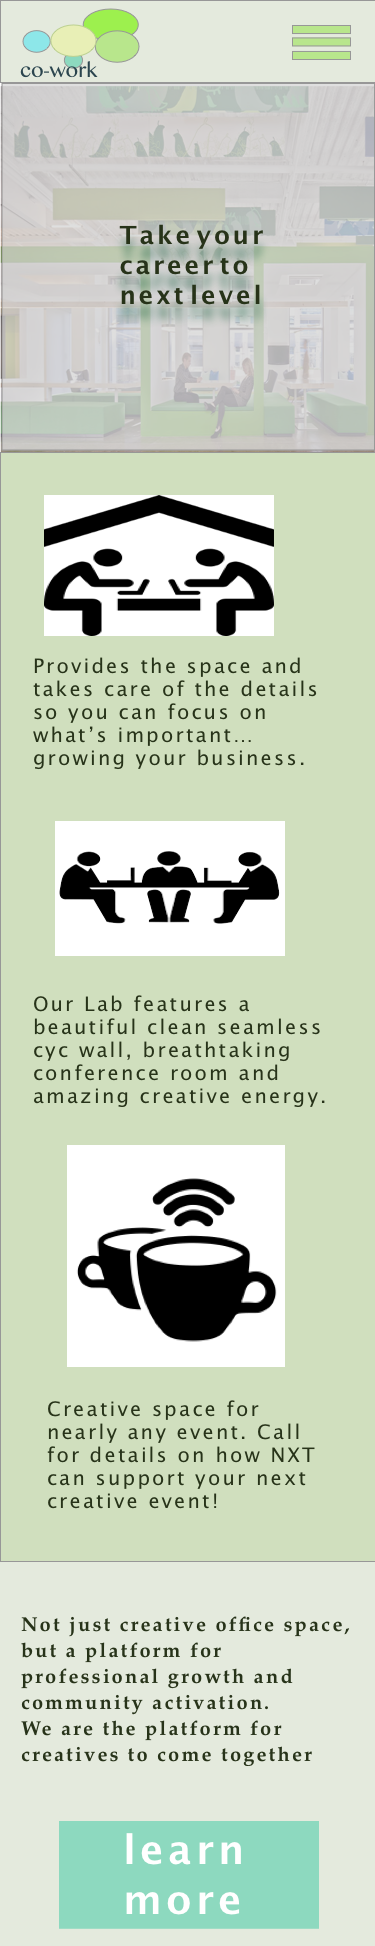 co-work
Take your
career to
next level
Provides the space and
takes care of the details
so you can focus on
what’s important…
growing your business.
Our Lab features a
beautiful clean seamless
cyc wall, breathtaking
conference room and
amazing creative energy.
Creative space for
nearly any event. Call
for details on how NXT
can support your next
creative event!
Not just creative office space,
but a platform for
professional growth and
community activation.
We are the platform for
creatives to come together
learn
more